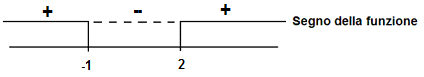 + - + Segno della funzione
-1 2